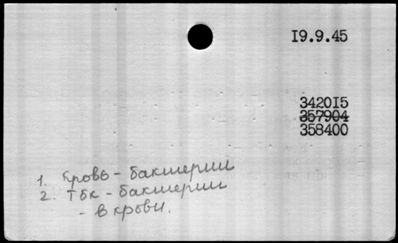 19.9.45
342015
357904
358400
1. Кровь - бактерии
2. Тбк - бактерии
- в крови.